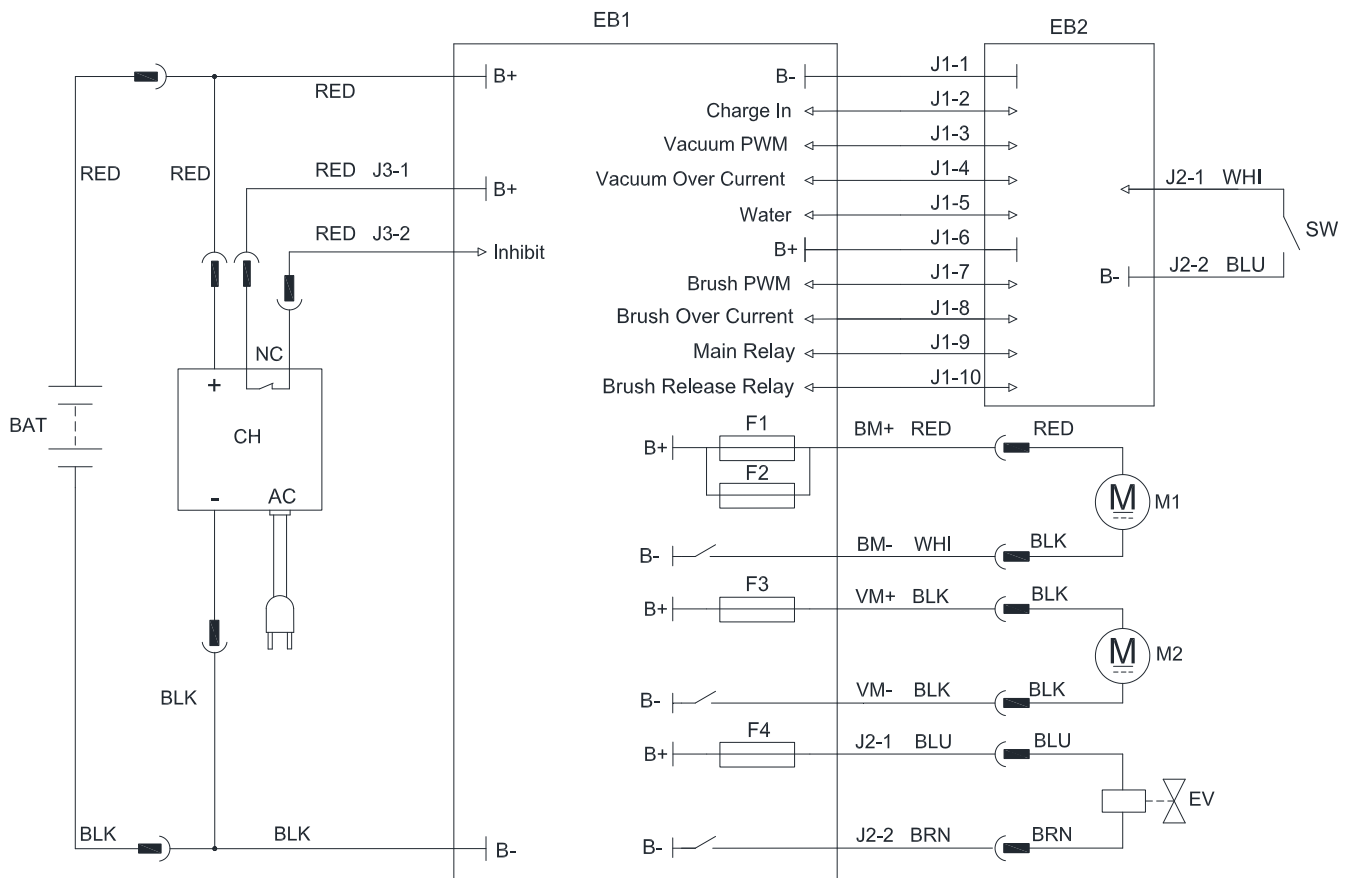 EB1
EB2
B+
RED
B-
J1-1
Charge In
J1-2
Vacuum PWM
J1-3
RED
RED
RED J3-1
B+
Vacuum Over Current
J1-4
J2-1 WHI
Water
J1-5
SW
RED J3-2
Inhibit
B+
J1-6
B-
J2-2 BLU
Brush PWM
J1-7
Brush Over Current
J1-8
NC
Main Relay
J1-9
+
Brush Release Relay
J1-10
BAT
CH
F1
BM+ RED
RED
B+
F2
-
AC
M
M1
B-
BM- WHI
BLK
F3
B+
VM+ BLK
BLK
M
M2
BLK
B-
VM- BLK
BLK
F4
B+
J2-1 BLU
BLU
EV
BLK
BLK
B-
B-
J2-2 BRN
BRN